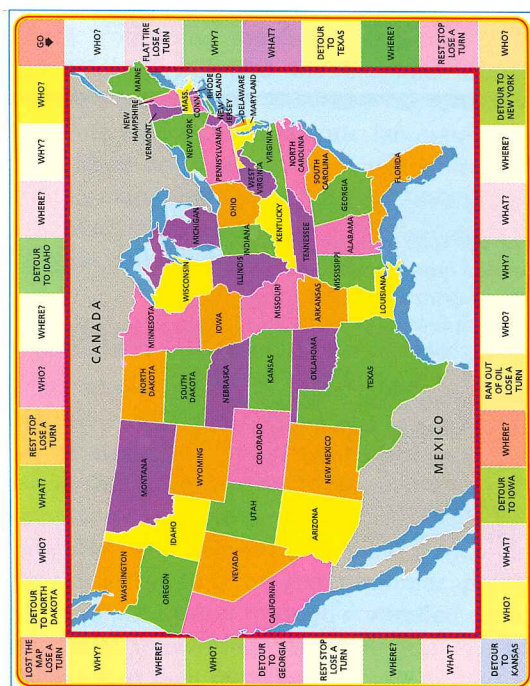 LOST THE
MAP
LOSE A
TURN
DETOUR
TO NORTH
DAKOTA
WHO?
WHAT?
REST STOP
LOSE A
TURN
WHO?
WHERE?
DETOUR
TO IDAHO
WHERE?
WHY?
WHO?
GO
WHO?
FLAT TIRE
LOSE A
TURN
WHY?
WHAT?
DETOUR
TO
TEXAS
WHERE?
REST STOP
LOSE A
TURN
WHO?
DETOUR TO
NEW YORK
WHAT?
WHY?
WHO?
RAN OUT
OF OIL
LOSE A
TURN
WHERE?
DETOUR
TO IOWA
WHAT?
WHO?
DETOUR
TO
KANSAS
WHAT?
WHERE?
REST STOP
LOSE A
TURN
DETOUR
TO
GEORGIA
WHO?
WHERE?
WHY?
CANADA
WASHINGTON
OREGON
CALIFORNIA
IDAHO
NEVADA
MONTANA
WYOMING
UTAH
ARIZONA
COLORADO
NEW MEXICO
NORTH
DAKOTA
SOUTH
DAKOTA
NEBRASKA
KANSAS
OKLAHOMA
TEXAS
MINNESOTA
IOWA
MISSOURI
ARKANSAS
LOUISIANA
WISCONSIN
ILLINOIS
MICHIGAN
INDIANA
OHIO
KENTUCKY
TENNESSEE
MISSISSIPPI
ALABAMA
GEORGIA
FLORIDA
SOUTH
CAROLINA
NORTH
CAROLINA
VIRGINIA
WEST
VIRGINIA
PENNSYLVANIA
NEW YORK
VERMONT
NEW
HAMPSHIRE
MAINE
MASS.
CONN.
RHODE
ISLAND
NEW
JERSEY
DELAWARE
MARYLAND
MEXICO